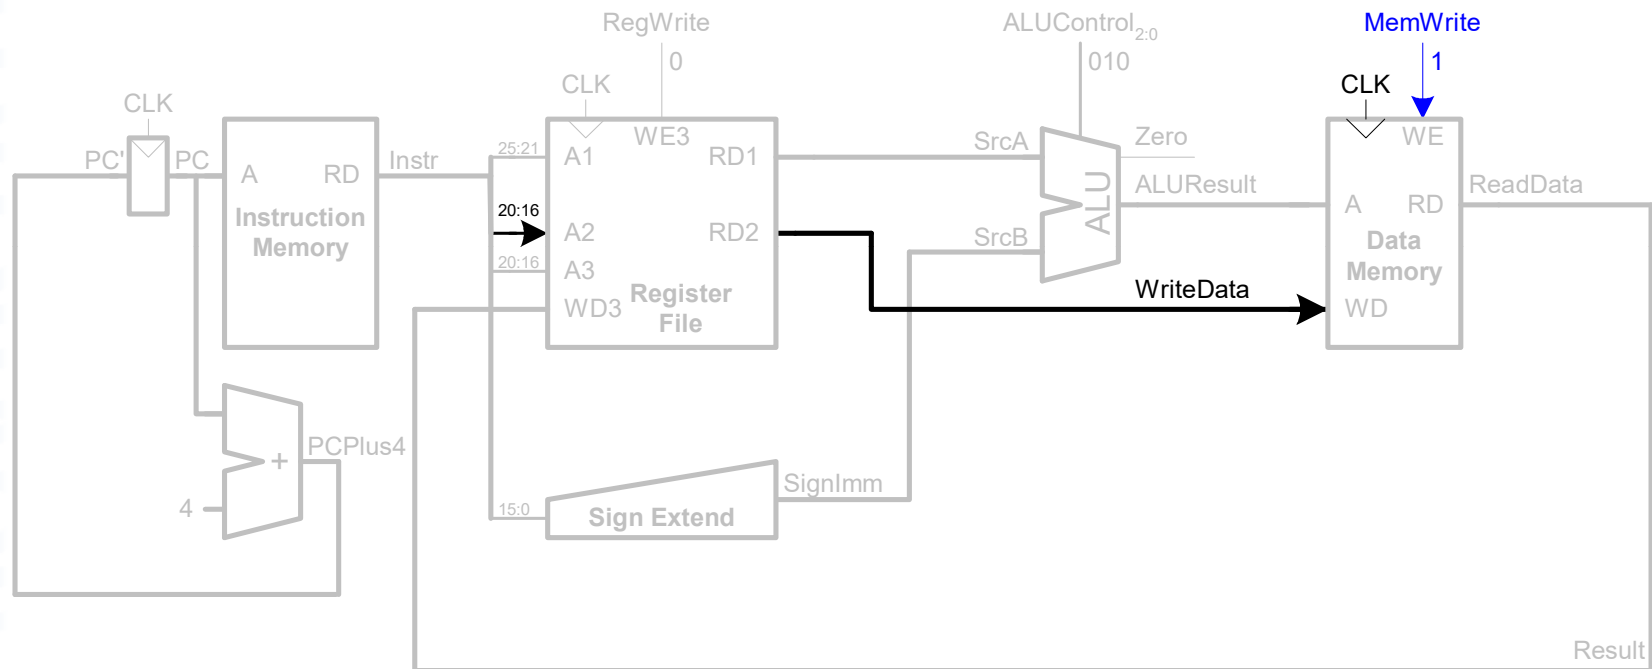 RegWrite
0
ALUControl2:0
010
MemWrite
1
CLK
CLK
CLK
PC'
PC
A
RD
Instruction
Memory
Instr
25:21
20:16
20:16
A1
WE3
RD1
A2
RD2
A3
WD3
Register
File
SrcA
SrcB
ALU
Zero
ALUResult
WriteData
WE
A
RD
Data
Memory
WD
ReadData
4
+
PCPlus4
15:0
Sign Extend
SignImm
Result